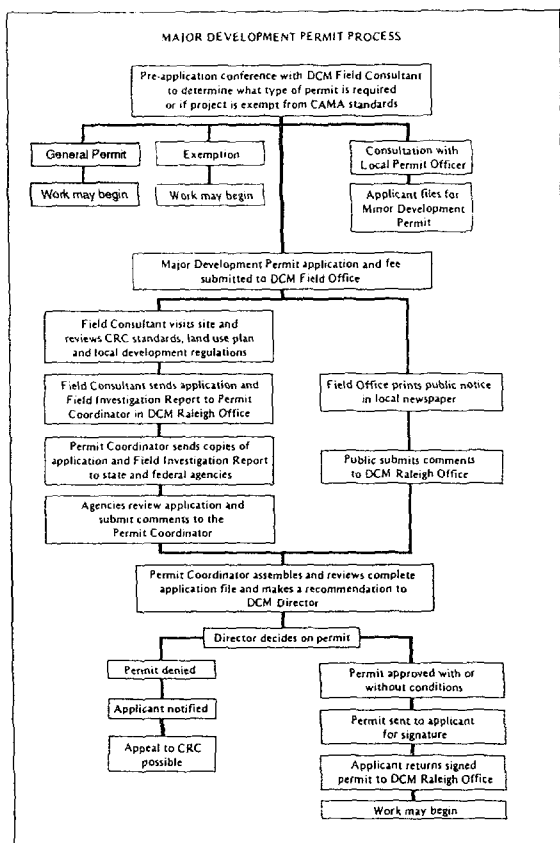 MAJOR DEVELOPMENT PERMIT PROCESS
Pre-application conference with DCM Field Consultant
to determine what type of permit is required
or if project is exempt from CAMA standards
General Permit
Work may begin
Exemption
Work may begin
Consultation with
Local Permit Officer
Applicant files for
Minor Development
Permit
Major Development Permit application and fee
submitted to DCM Field Office
Field Consultant visits site and
reviews CRC standards, land use plan
and local development regulations
Field Consultant sends application and
Field Investigation Report to Permit
Coordinator in DCM Raleigh Office
Permit Coordinator sends copies of
application and Field Investigation Report
to state and federal agencies
Agencies review application and
submit comments to the
Permit Coordinator
Field Office prints public notice
in local newspaper
Public submits comments
to DCM Raleigh Office
Permit Coordinator assembles and reviews complete
application file and makes a recommendation to
DCM Director
Director decides on permit
Permit denied
Applicant notified
Appeal to CRC
possible
Permit approved with or
without conditions
Permit sent to applicant
for signature
Applicant returns signed
permit to DCM Raleigh Office
Work may begin